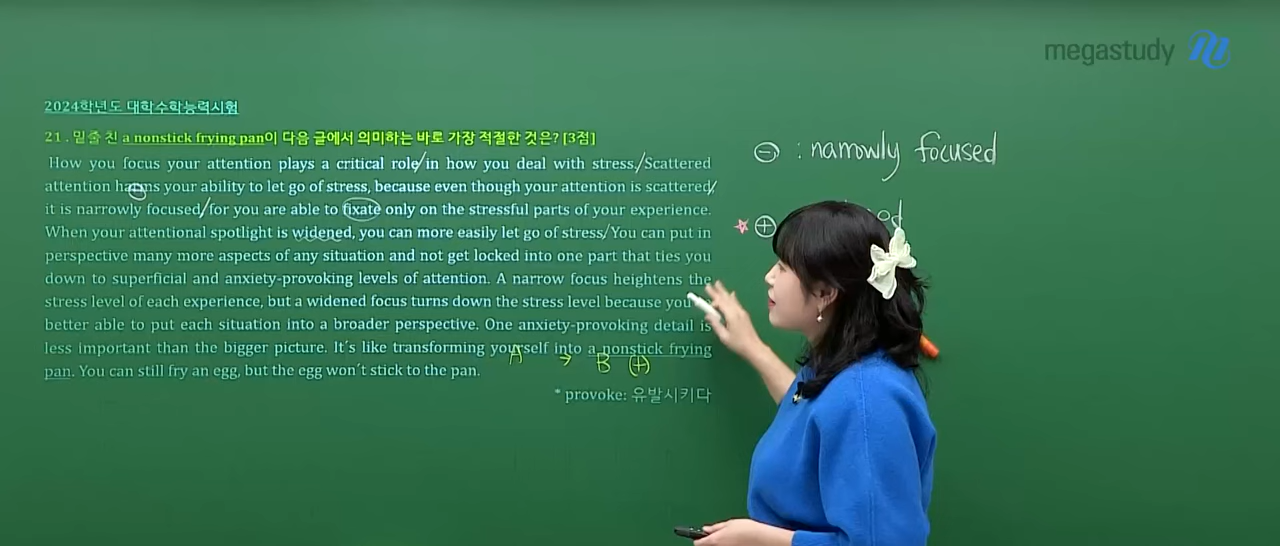 megastudy
2024학년도 대학수학능력시험
21. 밑줄 친 a nonstick frying pan이 다음 글에서 의미하는 바로 가장 적절한 것은? [3점]
How you focus your attention plays a critical role/in how you deal with stress./Scattered
attention harms your ability to let go of stress, because even though your attention is scattered,/
it is narrowly focused,/for you are able to fixate only on the stressful parts of your experience.
When your attentional spotlight is widened, you can more easily let go of stress./You can put in
perspective many more aspects of any situation and not get locked into one part that ties you
down to superficial and anxiety-provoking levels of attention. A narrow focus heightens the
stress level of each experience, but a widened focus turns down the stress level because you
better able to put each situation into a broader perspective. One anxiety-provoking detail is
less important than the bigger picture. It's like transforming yourself into a nonstick frying
pan. You can still fry an egg, but the egg won't stick to the pan.
A → B (+)
* provoke: 유발시키다
⊖ : narrowly focused
⊕